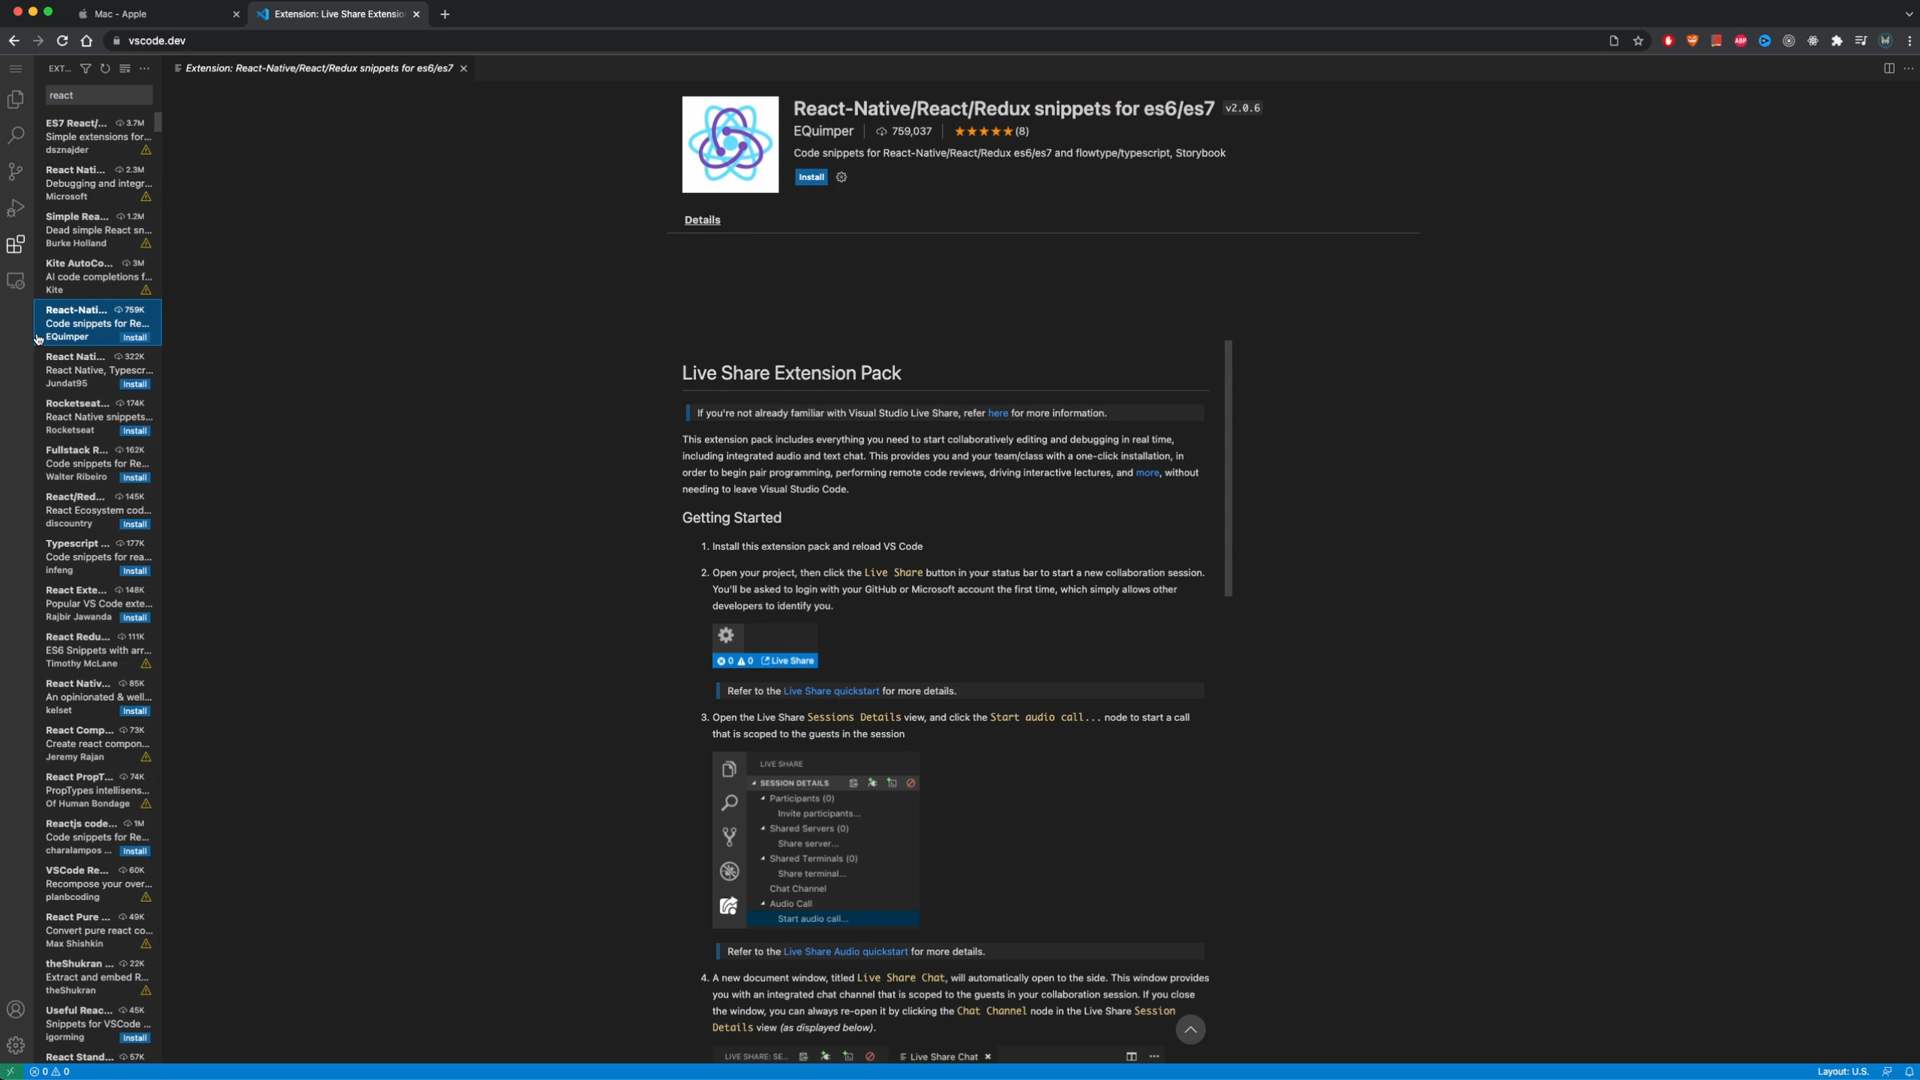 Mac - Apple
Extension: Live Share Extensio
vscode.dev
EXT...
Extension: React-Native/React/Redux snippets for es6/es7
react
ES7 React/... 3.7M
Simple extensions for...
dsznajder
React Nati... 2.3M
Debugging and integr...
Microsoft
Simple Rea... 1.2M
Dead simple React sn...
Burke Holland
Kite AutoCo... 3M
AI code completions f...
Kite
React-Nati... 759K
Code snippets for Re...
EQuimper Install
React Nati... 322K
React Native, Typescr...
Jundat95 Install
Rocketseat... 174K
React Native snippets...
Rocketseat Install
Fullstack R... 162K
Code snippets for Re...
Walter Ribeiro Install
React/Red... 145K
React Ecosystem cod...
discountry Install
Typescript ... 177K
Code snippets for rea...
infeng Install
React Exte... 148K
Popular VS Code exte...
Rajbir Jawanda Install
React Redu... 111K
ES6 Snippets with arr...
Timothy McLane
React Nativ... 85K
An opinionated & well...
kelset Install
React Comp... 73K
Create react compon...
Jeremy Rajan
React PropT... 74K
PropTypes intellisens...
Of Human Bondage
Reactjs code... 1M
Code snippets for Re...
charalampos ... Install
VSCode Re... 60K
Recompose your over...
planbcoding
React Pure ... 49K
Convert pure react co...
Max Shishkin
theShukran ... 22K
Extract and embed R...
theShukran
Useful Reac... 45K
Snippets for VSCode ...
igorming Install
React Stand... 57K
React-Native/React/Redux snippets for es6/es7 v2.0.6
EQuimper 759,037 (8)
Code snippets for React-Native/React/Redux es6/es7 and flowtype/typescript, Storybook
Install
Details
Live Share Extension Pack
If you're not already familiar with Visual Studio Live Share, refer here for more information.
This extension pack includes everything you need to start collaboratively editing and debugging in real time,
including integrated audio and text chat. This provides you and your team/class with a one-click installation, in
order to begin pair programming, performing remote code reviews, driving interactive lectures, and more, without
needing to leave Visual Studio Code.
Getting Started
1. Install this extension pack and reload VS Code
2. Open your project, then click the Live Share button in your status bar to start a new collaboration session.
You'll be asked to login with your GitHub or Microsoft account the first time, which simply allows other
developers to identify you.
0 0 Live Share
Refer to the Live Share quickstart for more details.
3. Open the Live Share Sessions Details view, and click the Start audio call... node to start a call
that is scoped to the guests in the session
LIVE SHARE
SESSION DETAILS
Participants (0)
Invite participants...
Shared Servers (0)
Share server...
Shared Terminals (0)
Share terminal...
Chat Channel
Audio Call
Start audio call...
Refer to the Live Share Audio quickstart for more details.
4. A new document window, titled Live Share Chat, will automatically open to the side. This window provides
you with an integrated chat channel that is scoped to the guests in your collaboration session. If you close
the window, you can always re-open it by clicking the Chat Channel node in the Live Share Session
Details view (as displayed below).
LIVE SHARE: SE... Live Share Chat
0 0
Layout: U.S.
ABP